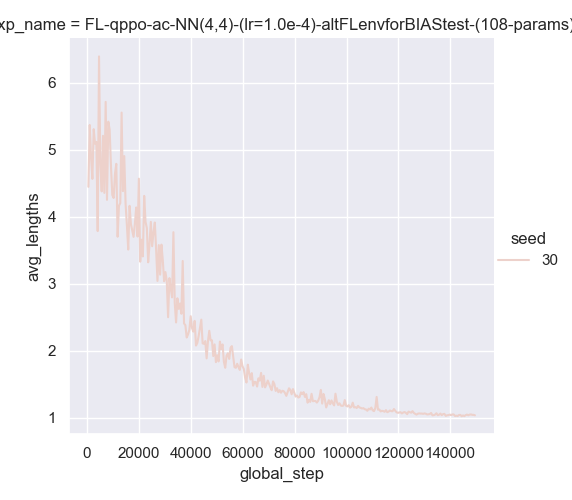 xp_name = FL-qppo-ac-NN(4,4)-(lr=1.0e-4)-altFLenvforBIAStest-(108-params)
6
5
4
3
2
1
avg_lengths
seed
30
0 20000 40000 60000 80000 100000 120000 140000
global_step